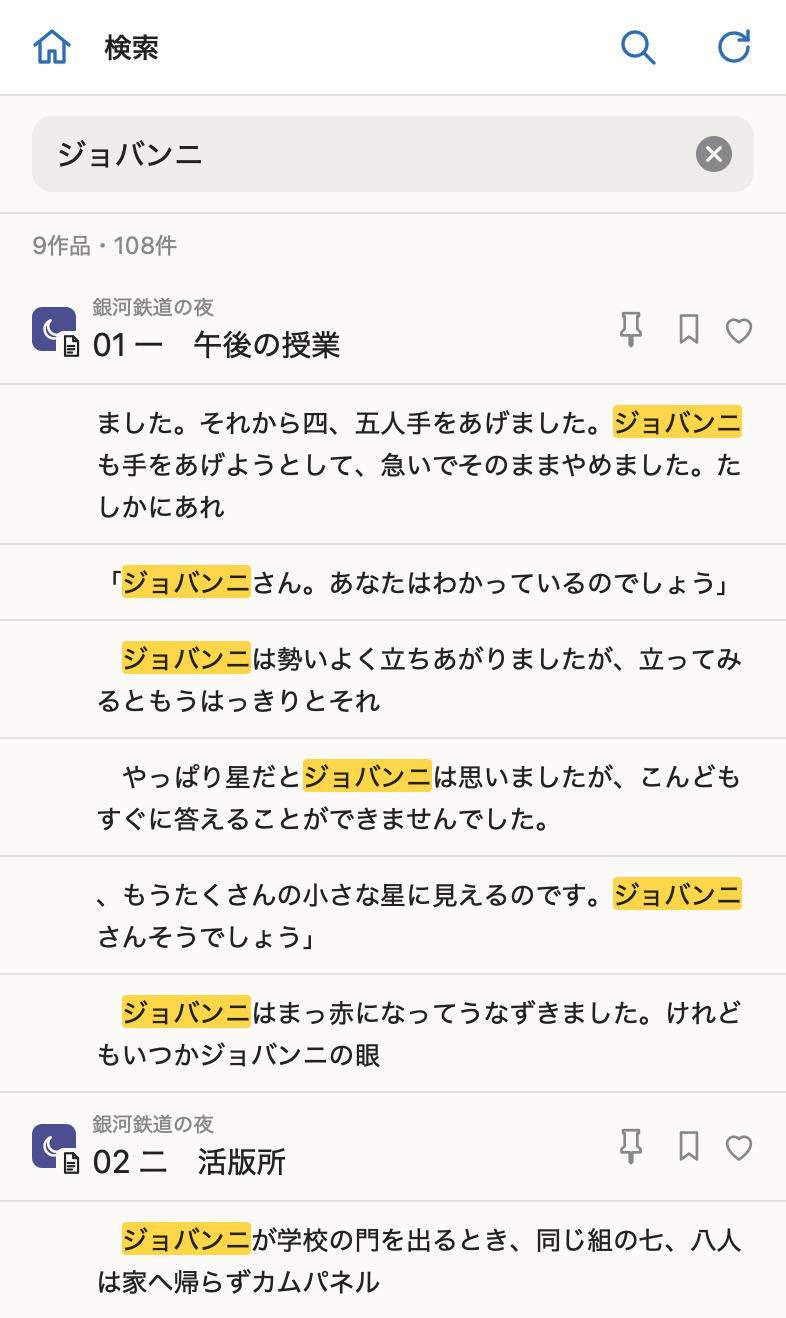 検索
ジョバンニ
9作品・108件
銀河鉄道の夜
01 一　午後の授業
ました。それから四、五人手をあげました。ジョバンニ
も手をあげようとして、急いでそのままやめました。た
しかにあれ
「ジョバンニさん。あなたはわかっているのでしょう」
　ジョバンニは勢いよく立ちあがりましたが、立ってみ
るともうはっきりとそれ
　やっぱり星だとジョバンニは思いましたが、こんども
すぐに答えることができませんでした。
、もうたくさんの小さな星に見えるのです。ジョバンニ
さんそうでしょう」
　ジョバンニはまっ赤になってうなずきました。けれど
もいつかジョバンニの眼
銀河鉄道の夜
02 二　活版所
　ジョバンニが学校の門を出るとき、同じ組の七、八人
は家へ帰らずカムパネル